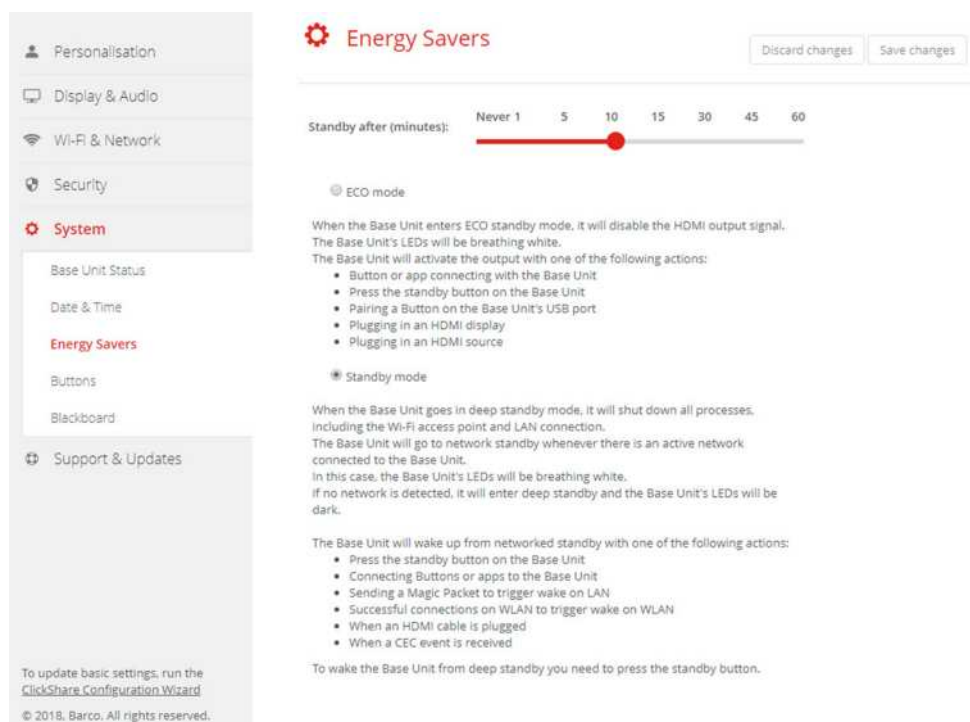 Personalisation
Display & Audio
Wi-Fi & Network
Security
System
Base Unit Status
Date & Time
Energy Savers
Buttons
Blackboard
Support & Updates
To update basic settings, run the
ClickShare Configuration Wizard
© 2018, Barco. All rights reserved.
Energy Savers
Discard changes
Save changes
Standby after (minutes):
Never 1 5 10 15 30 45 60
ECO mode
When the Base Unit enters ECO standby mode, it will disable the HDMI output signal.
The Base Unit's LEDs will be breathing white.
The Base Unit will activate the output with one of the following actions:
• Button or app connecting with the Base Unit
• Press the standby button on the Base Unit
• Pairing a Button on the Base Unit's USB port
• Plugging in an HDMI display
• Plugging in an HDMI source
Standby mode
When the Base Unit goes in deep standby mode, it will shut down all processes,
including the Wi-Fi access point and LAN connection.
The Base Unit will go to network standby whenever there is an active network
connected to the Base Unit.
In this case, the Base Unit's LEDs will be breathing white.
If no network is detected, it will enter deep standby and the Base Unit's LEDs will be
dark.
The Base Unit will wake up from networked standby with one of the following actions:
• Press the standby button on the Base Unit
• Connecting Buttons or apps to the Base Unit
• Sending a Magic Packet to trigger wake on LAN
• Successful connections on WLAN to trigger wake on WLAN
• When an HDMI cable is plugged
• When a CEC event is received
To wake the Base Unit from deep standby you need to press the standby button.